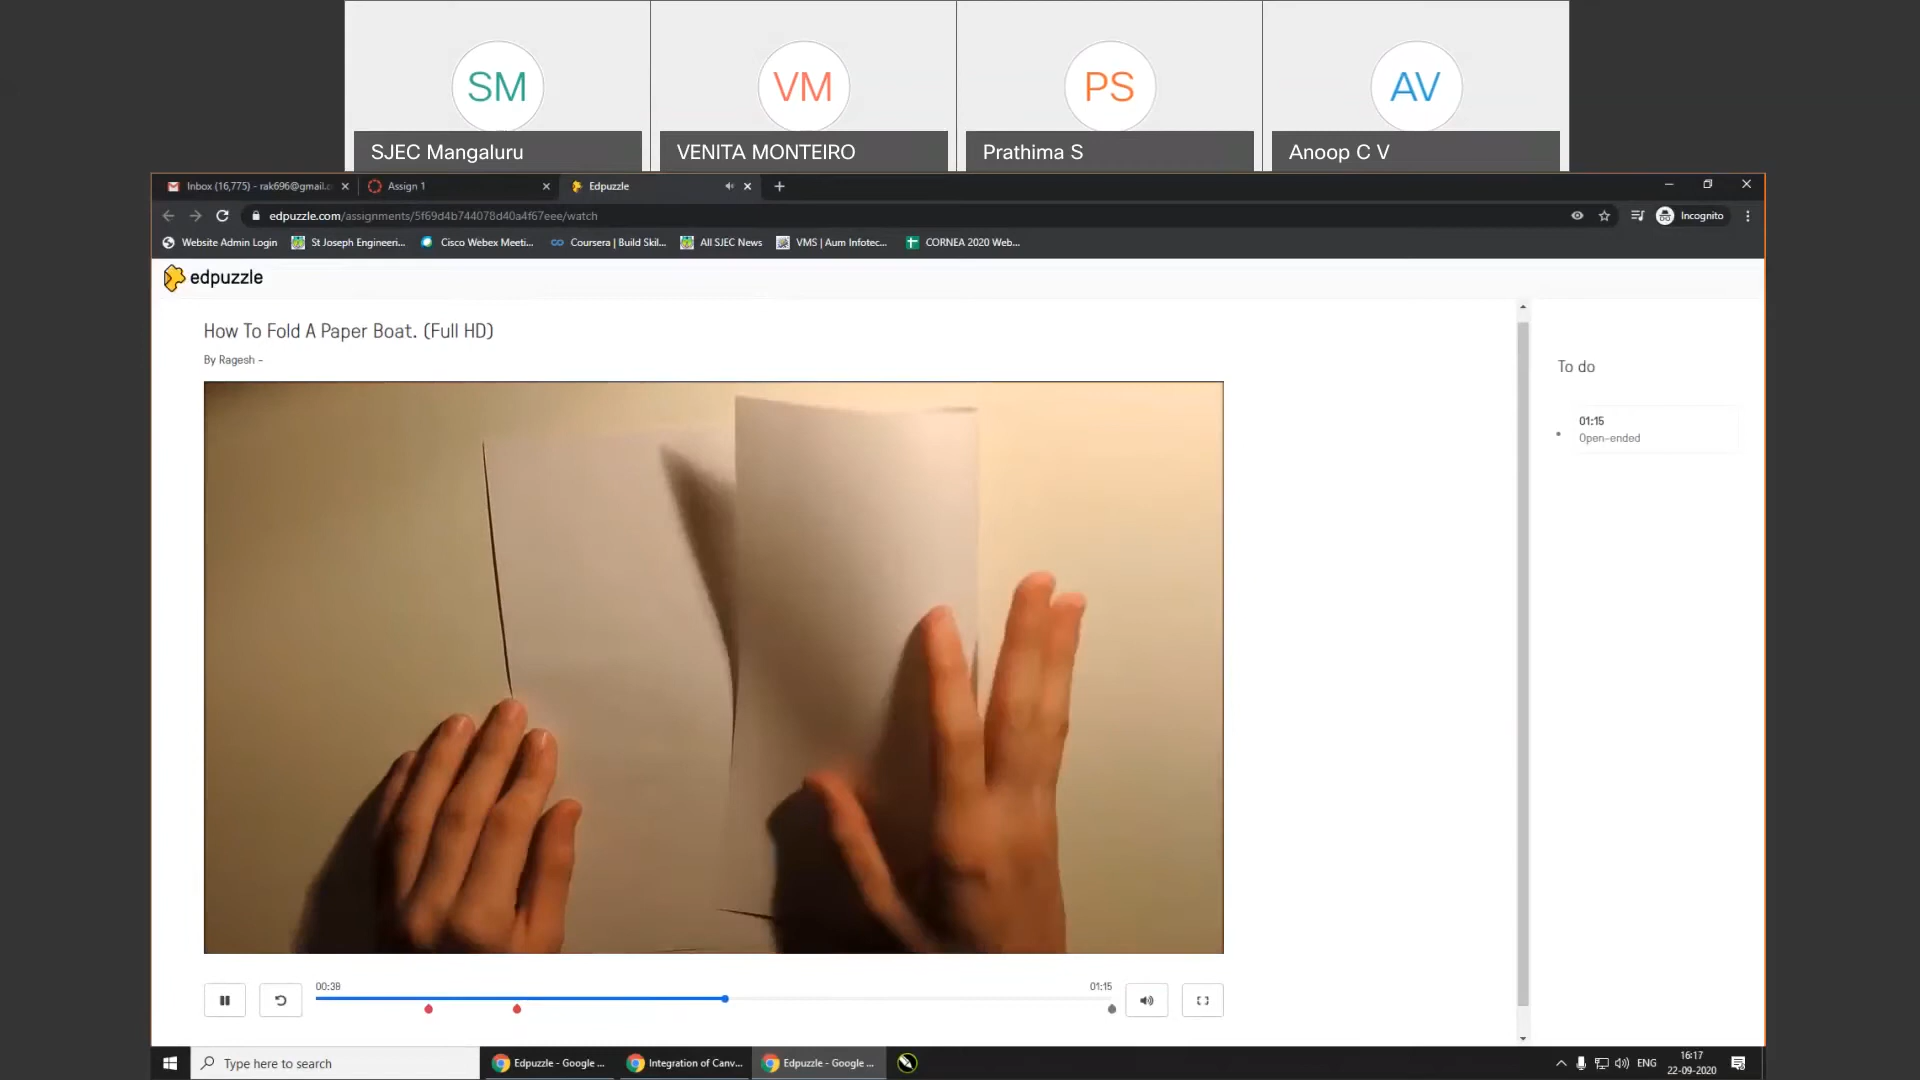 SM
VM
PS
AV
SJEC Mangaluru
VENITA MONTEIRO
Prathima S
Anoop C V
Inbox (16,775) - rak696@gmail.c
Assign 1
Edpuzzle
edpuzzle.com/assignments/5f69d4b744078d40a4f67eee/watch
Incognito
Website Admin Login
St Joseph Engineeri...
Cisco Webex Meeti...
Coursera | Build Skil...
All SJEC News
VMS | Aum Infotec...
CORNEA 2020 Web...
edpuzzle
How To Fold A Paper Boat. (Full HD)
By Ragesh -
To do
01:15
Open-ended
00:38
01:15
Type here to search
Edpuzzle - Google ...
Integration of Canv...
Edpuzzle - Google ...
ENG
16:17
22-09-2020